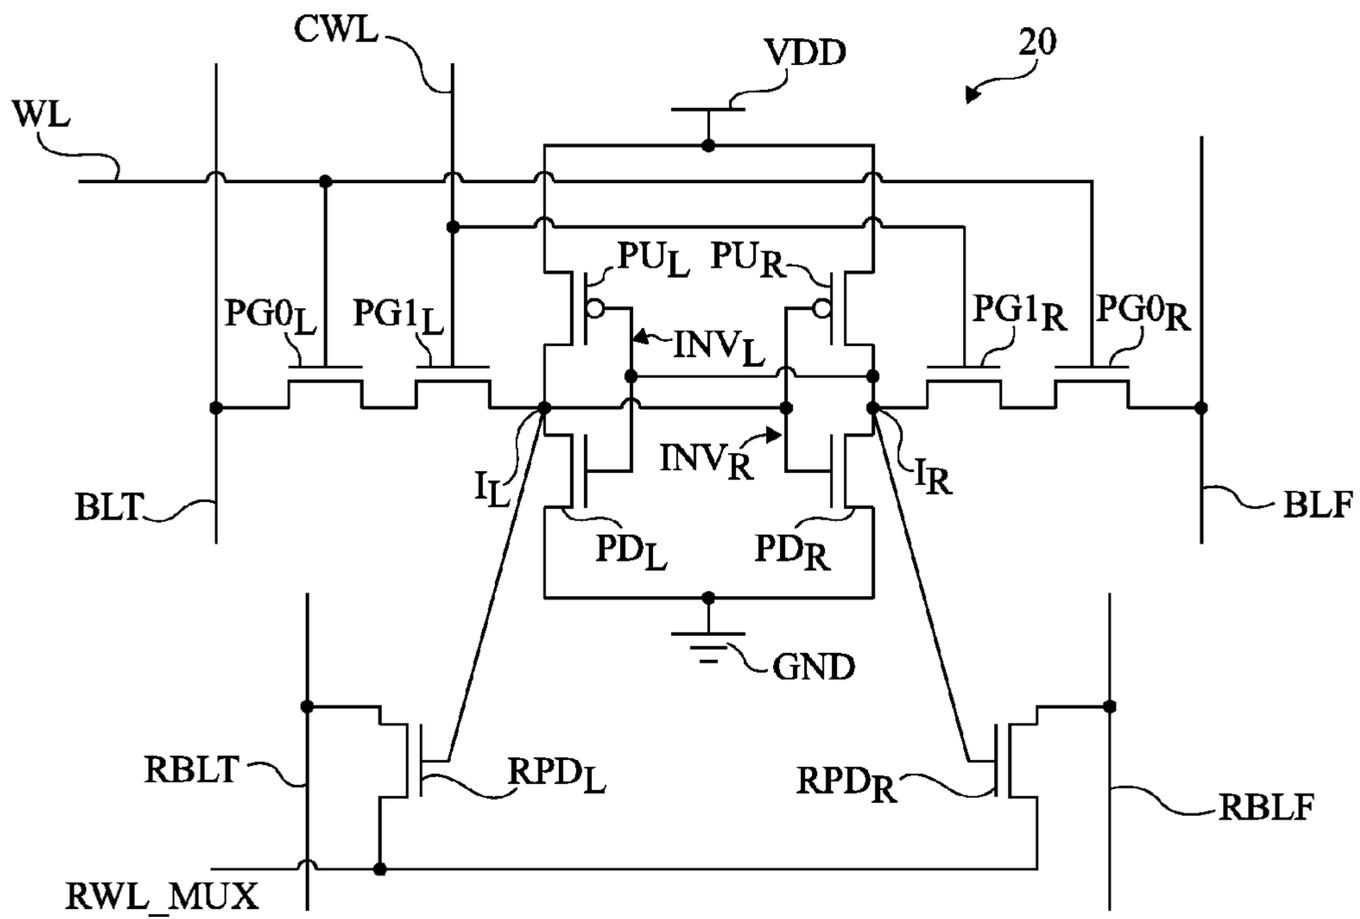 CWL
20
VDD
WL
PUL PUR
PG0L PG1L PG1R PG0R
INVL
INVR
IL IR
BLT BLF
PDL PDR
GND
RBLT RPDL RPDR
RBLF
RWL_MUX